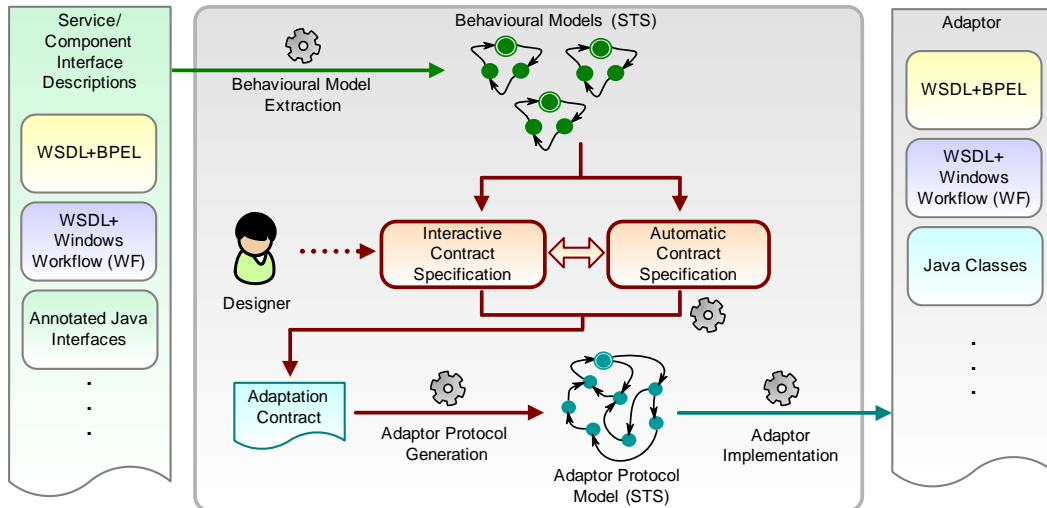 Service/
Component
Interface
Descriptions
WSDL+BPEL
WSDL+
Windows
Workflow (WF)
Annotated Java
Interfaces
.
.
.
Behavioural Model
Extraction
Behavioural Models (STS)
Designer
Interactive
Contract
Specification
Automatic
Contract
Specification
Adaptation
Contract
Adaptor Protocol
Generation
Adaptor Protocol
Model (STS)
Adaptor
Implementation
Adaptor
WSDL+BPEL
WSDL+
Windows
Workflow (WF)
Java Classes
.
.
.